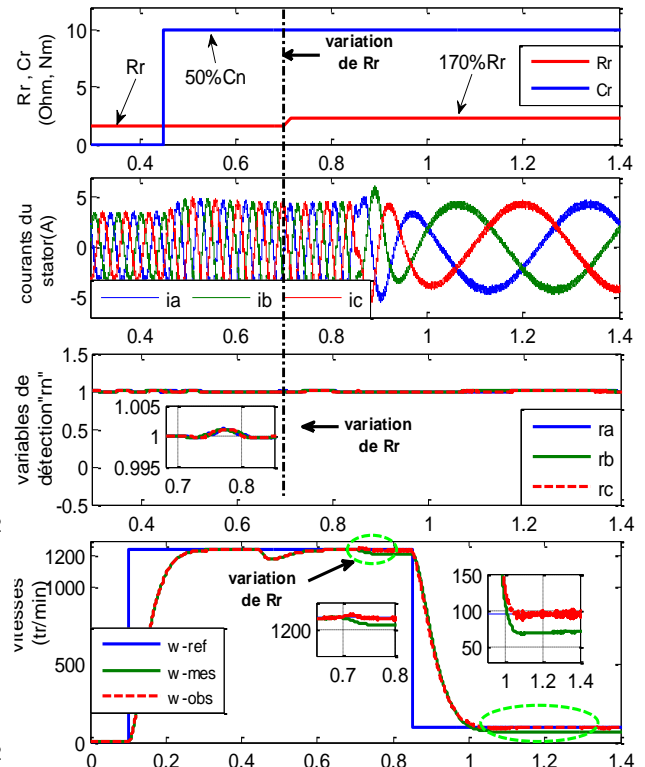 10
5
0
Rr , Cr
(Ohm, Nm)
Rr
50%Cn
variation
de Rr
170%Rr
Rr
Cr
0.4
0.6
0.8
1
1.2
1.4
5
0
-5
courants du
stator(A)
ia
ib
ic
0.4
0.6
0.8
1
1.2
1.4
1.5
1
0.5
0
-0.5
variables de
détection"rn"
1.005
1
0.995
0.7
0.8
variation
de Rr
ra
rb
rc
0.4
0.6
0.8
1
1.2
1.4
1200
1000
500
0
vitesses
(tr/min)
variation
de Rr
w-ref
w-mes
w-obs
1200
0.7
0.8
150
100
50
1
1.2
1.4
0
0.2
0.4
0.6
0.8
1
1.2
1.4